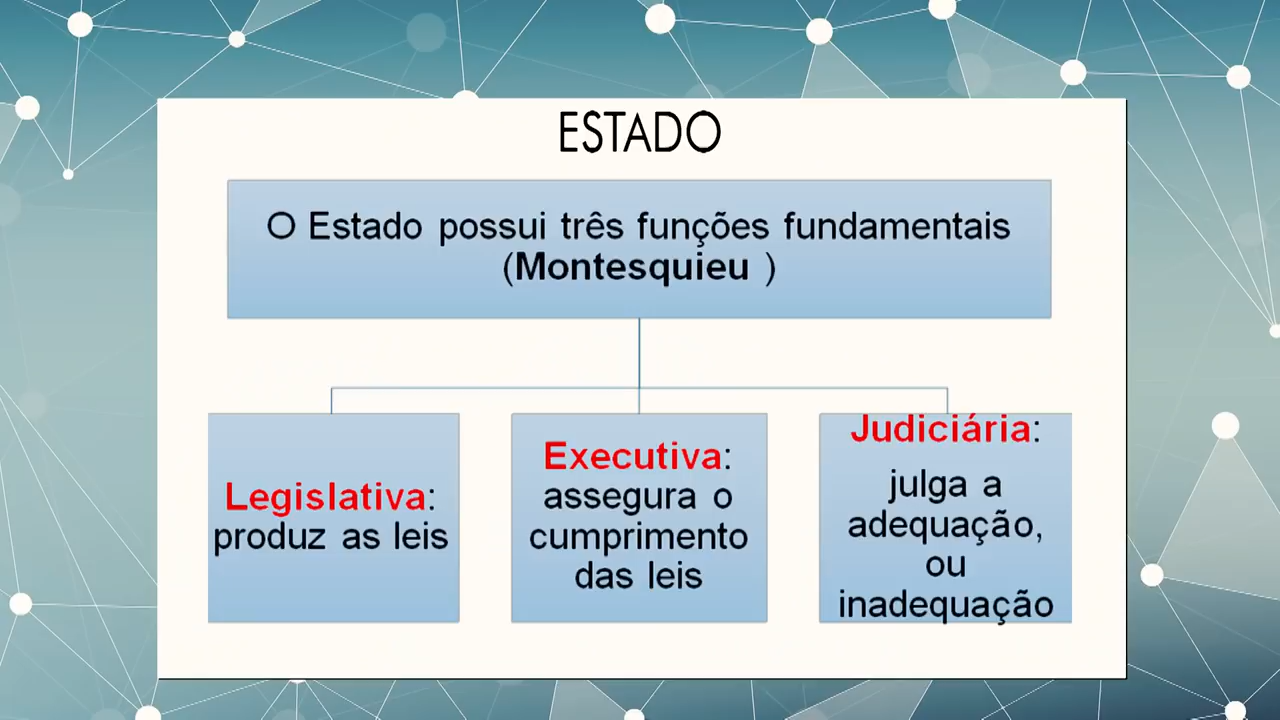 ESTADO
O Estado possui três funções fundamentais
(Montesquieu )
Legislativa:
produz as leis
Executiva:
assegura o
cumprimento
das leis
Judiciária:
julga a
adequação,
ou
inadequação